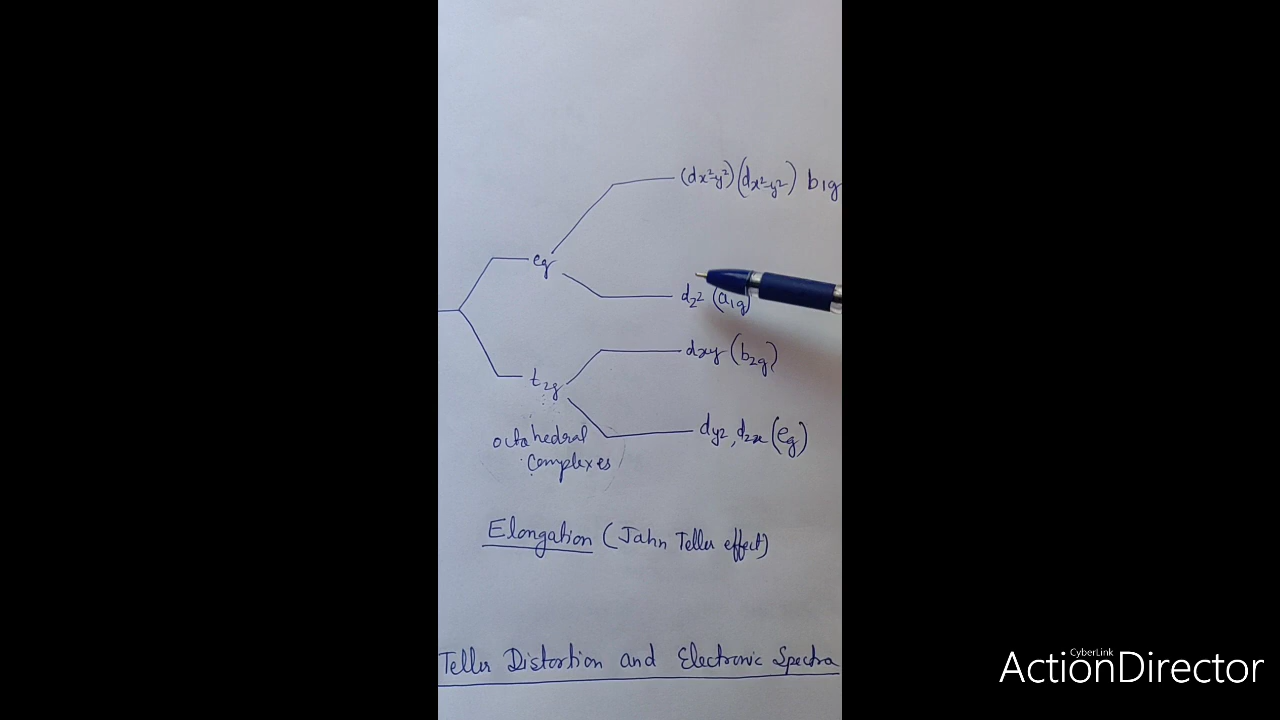 (dx²-y²) (dx²-y²) b1g
eg
dz² (a1g)
dxy (b2g)
t2g
dyz, dzx (eg)
octahedral
complexes
Elongation (Jahn Teller effect)
Teller Distortion and Electronic Spectra
CyberLink
ActionDirector